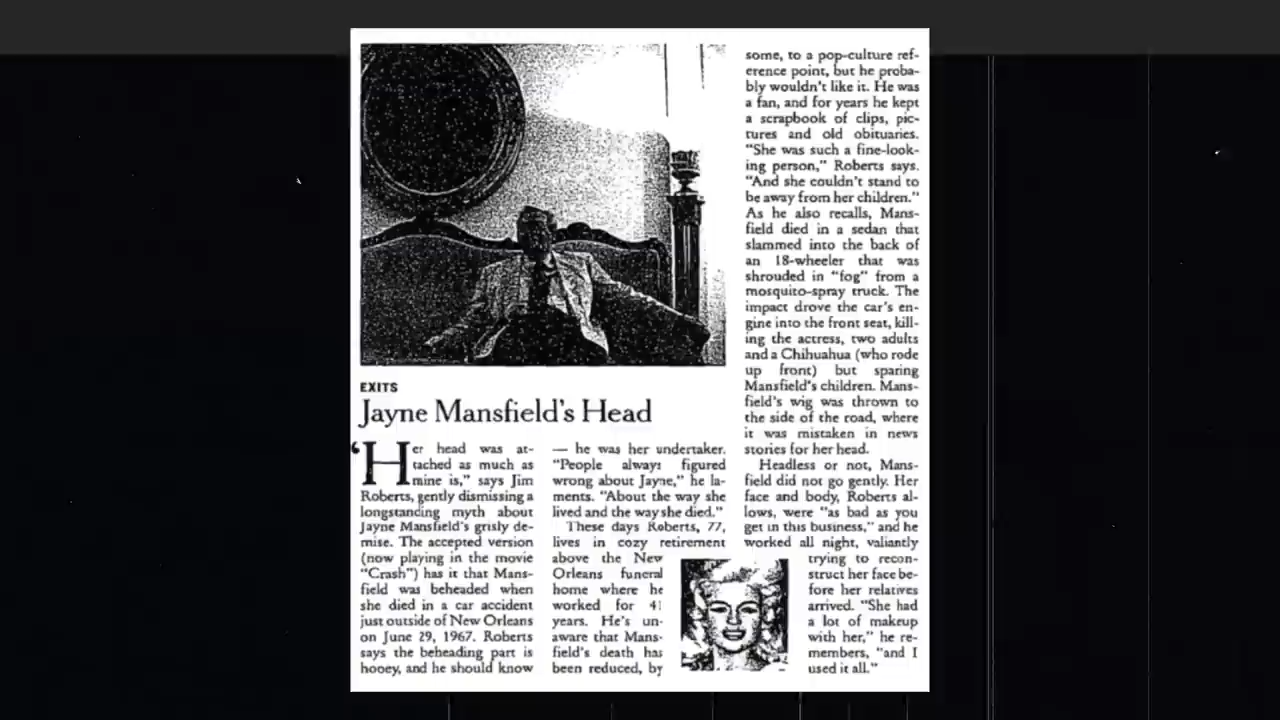 EXITS
Jayne Mansfield's Head
'Her head was at-
tached as much as
mine is," says Jim
Roberts, gently dismissing a
longstanding myth about
Jayne Mansfield's grisly de-
mise. The accepted version
(now playing in the movie
"Crash") has it that Mans-
field was beheaded when
she died in a car accident
just outside of New Orleans
on June 29, 1967. Roberts
says the beheading part is
hooey, and he should know
— he was her undertaker.
"People always figured
wrong about Jayne," he la-
ments. "About the way she
lived and the way she died."
These days Roberts, 77,
lives in cozy retirement
above the New
Orleans funeral
home where he
worked for 41
years. He's un-
aware that Mans-
field's death has
been reduced, by
some, to a pop-culture ref-
erence point, but he proba-
bly wouldn't like it. He was
a fan, and for years he kept
a scrapbook of clips, pic-
tures and old obituaries.
"She was such a fine-look-
ing person," Roberts says.
"And she couldn't stand to
be away from her children."
As he also recalls, Mans-
field died in a sedan that
slammed into the back of
an 18-wheeler that was
shrouded in "fog" from a
mosquito-spray truck. The
impact drove the car's en-
gine into the front seat, kill-
ing the actress, two adults
and a Chihuahua (who rode
up front) but sparing
Mansfield's children. Mans-
field's wig was thrown to
the side of the road, where
it was mistaken in news
stories for her head.
Headless or not, Mans-
field did not go gently. Her
face and body, Roberts al-
lows, were "as bad as you
get in this business," and he
worked all night, valiantly
trying to recon-
struct her face be-
fore her relatives
arrived. "She had
a lot of makeup
with her," he re-
members, "and I
used it all."